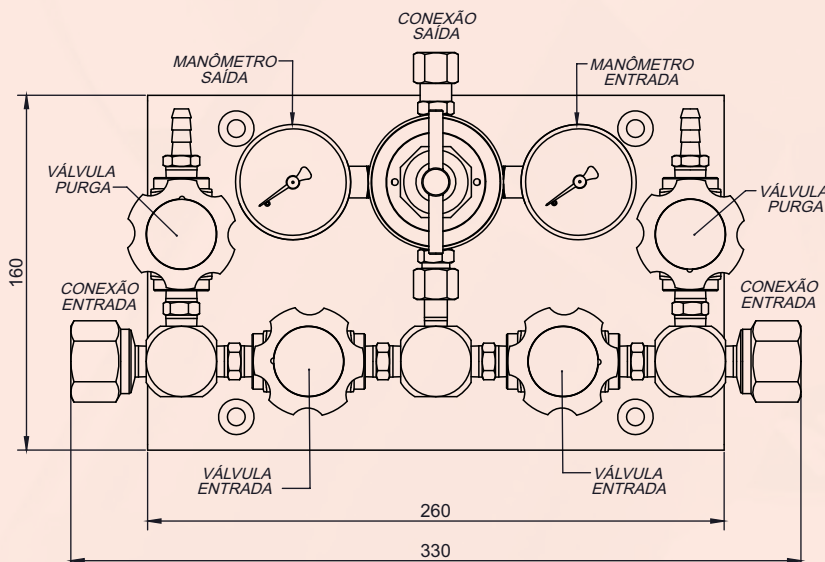 CONEXÃO
SAÍDA
MANÔMETRO
SAÍDA
MANÔMETRO
ENTRADA
VÁLVULA
PURGA
VÁLVULA
PURGA
160
CONEXÃO
ENTRADA
CONEXÃO
ENTRADA
VÁLVULA
ENTRADA
VÁLVULA
ENTRADA
260
330